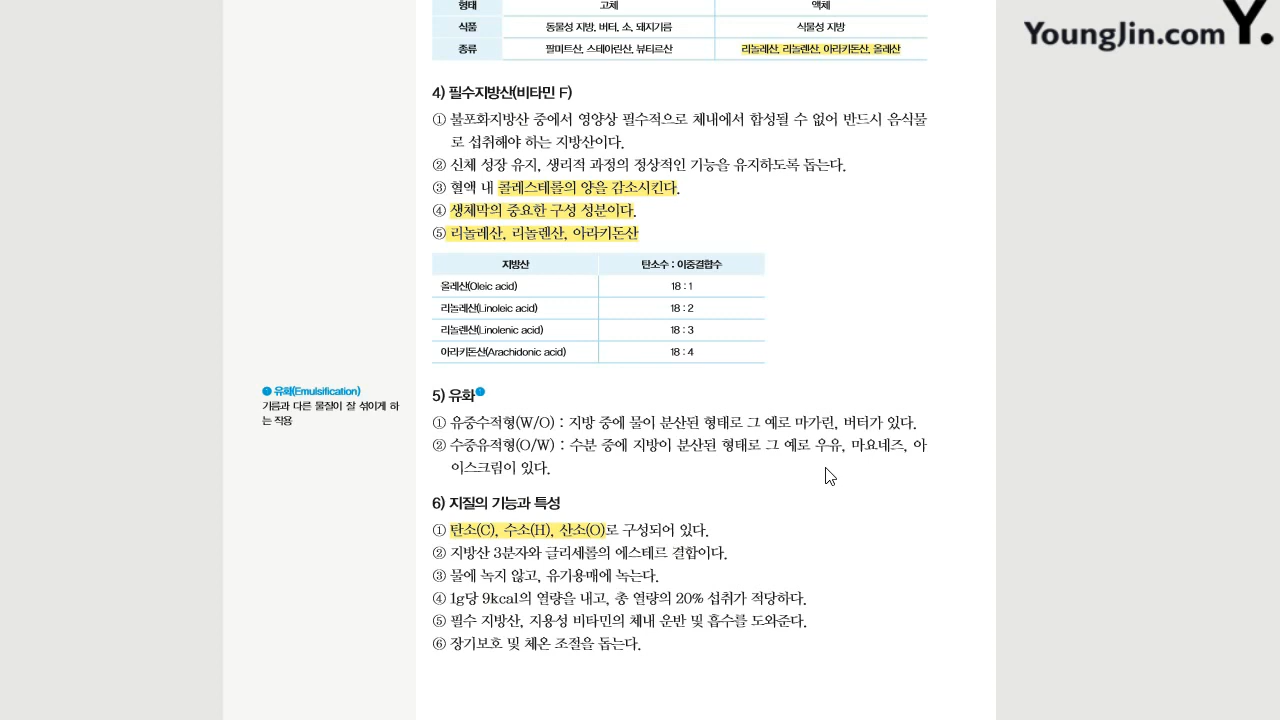 YoungJin.com Y.
형태 고체 액체
식품 동물성 지방, 버터, 소, 돼지기름 식물성 지방
종류 팔미트산, 스테아린산, 뷰티르산 리놀레산, 리놀렌산, 아라키돈산, 올레산
4) 필수지방산(비타민 F)
① 불포화지방산 중에서 영양상 필수적으로 체내에서 합성될 수 없어 반드시 음식물
로 섭취해야 하는 지방산이다.
② 신체 성장 유지, 생리적 과정의 정상적인 기능을 유지하도록 돕는다.
③ 혈액 내 콜레스테롤의 양을 감소시킨다.
④ 생체막의 중요한 구성 성분이다.
⑤ 리놀레산, 리놀렌산, 아라키돈산
지방산 탄소수 : 이중결합수
올레산(Oleic acid) 18 : 1
리놀레산(Linoleic acid) 18 : 2
리놀렌산(Linolenic acid) 18 : 3
아라키돈산(Arachidonic acid) 18 : 4
❶ 유화(Emulsification)
기름과 다른 물질이 잘 섞이게 하
는 작용
5) 유화❶
① 유중수적형(W/O) : 지방 중에 물이 분산된 형태로 그 예로 마가린, 버터가 있다.
② 수중유적형(O/W) : 수분 중에 지방이 분산된 형태로 그 예로 우유, 마요네즈, 아
이스크림이 있다.
6) 지질의 기능과 특성
① 탄소(C), 수소(H), 산소(O)로 구성되어 있다.
② 지방산 3분자와 글리세롤의 에스테르 결합이다.
③ 물에 녹지 않고, 유기용매에 녹는다.
④ 1g당 9kcal의 열량을 내고, 총 열량의 20% 섭취가 적당하다.
⑤ 필수 지방산, 지용성 비타민의 체내 운반 및 흡수를 도와준다.
⑥ 장기보호 및 체온 조절을 돕는다.